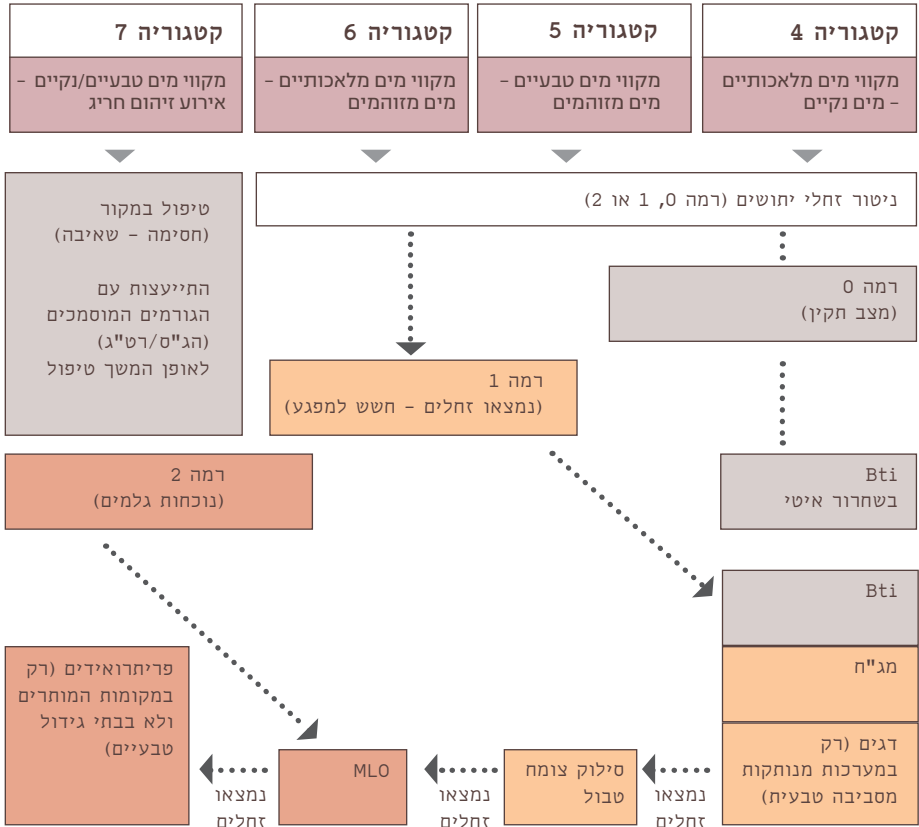 קטגוריה 4
מקווי מים מלאכותיים
– מים נקיים
קטגוריה 5
מקווי מים טבעיים –
מים מזוהמים
קטגוריה 6
מקווי מים מלאכותיים –
מים מזוהמים
קטגוריה 7
מקווי מים טבעיים/נקיים –
אירוע זיהום חריג
ניטור זחלי יתושים (רמה 0, 1 או 2)
טיפול במקור
(חסימה – שאיבה)
התייעצות עם
הגורמים המוסמכים
(הג"ס/רט"ג)
לאופן המשך טיפול
רמה 0
(מצב תקין)
רמה 1
(נמצאו זחלים – חשש למפגע)
רמה 2
(נוכחות גלמים)
Bti
בשחרור איטי
Bti
מג"ח
דגים (רק
במערכות מנותקות
מסביבה טבעית)
נמצאו
זחלים
סילוק צומח
טבול
נמצאו
זחלים
MLO
נמצאו
זחלים
פריתרואידים (רק
במקומות המותרים
ולא בבתי גידול
טבעיים)